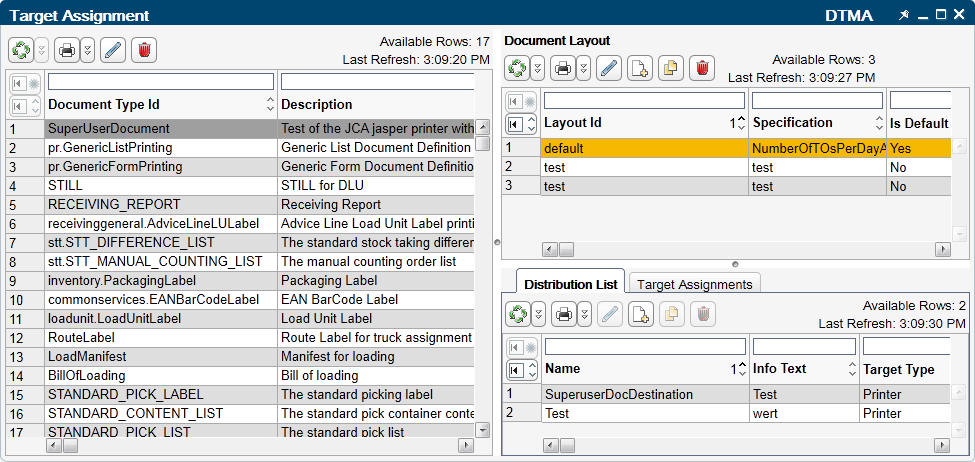 Target Assignment DTMA
Available Rows: 17
Last Refresh: 3:09:20 PM
Document Type Id Description
1 SuperUserDocument Test of the JCA jasper printer with
2 pr.GenericListPrinting Generic List Document Definition
3 pr.GenericFormPrinting Generic Form Document Definitio
4 STILL STILL for DLU
5 RECEIVING_REPORT Receiving Report
6 receivinggeneral.AdviceLineLULabel Advice Line Load Unit Label printi
7 stt.STT_DIFFERENCE_LIST The standard stock taking differen
8 stt.STT_MANUAL_COUNTING_LIST The manual counting order list
9 inventory.PackagingLabel Packaging Label
10 commonservices.EANBarCodeLabel EAN BarCode Label
11 loadunit.LoadUnitLabel Load Unit Label
12 RouteLabel Route Label for truck assignment
13 LoadManifest Manifest for loading
14 BillOfLoading Bill of loading
15 STANDARD_PICK_LABEL The standard picking label
16 STANDARD_CONTENT_LIST The standard pick container conte
17 STANDARD_PICK_LIST The standard pick list
Document Layout
Available Rows: 3
Last Refresh: 3:09:27 PM
Layout Id 1 Specification Is Default
1 default NumberOfTOsPerDayA Yes
2 test test No
3 test test No
Distribution List Target Assignments
Available Rows: 2
Last Refresh: 3:09:30 PM
Name 1 Info Text Target Type
1 SuperuserDocDestination Test Printer
2 Test wert Printer